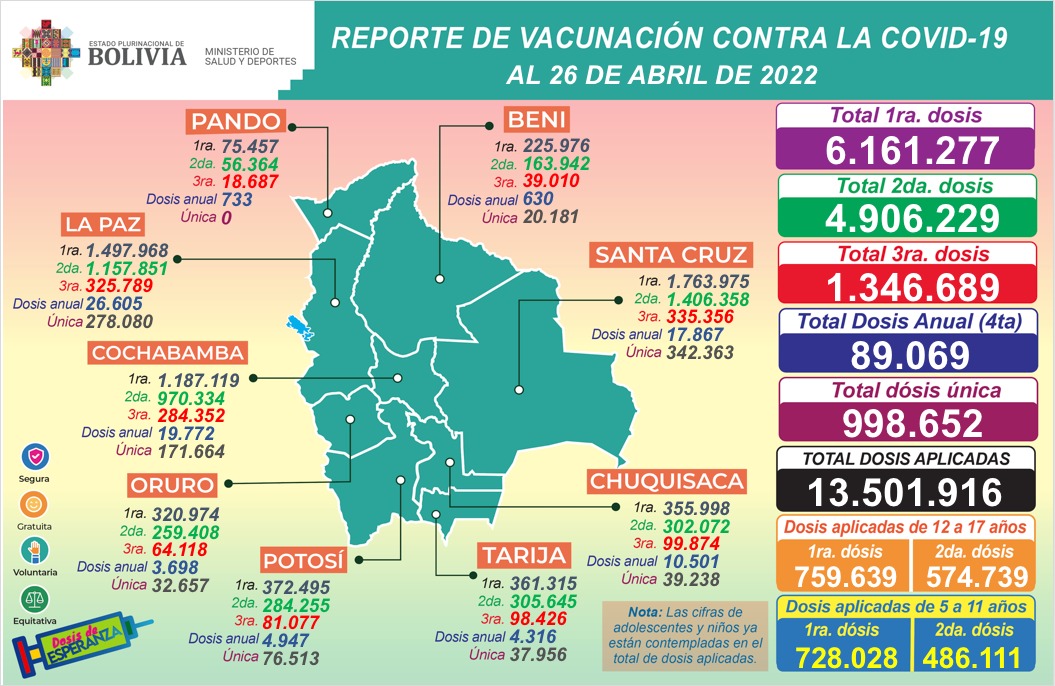 ESTADO PLURINACIONAL DE
BOLIVIA
MINISTERIO DE
SALUD Y DEPORTES
REPORTE DE VACUNACIÓN CONTRA LA COVID-19
AL 26 DE ABRIL DE 2022
PANDO
1ra. 75.457
2da. 56.364
3ra. 18.687
Dosis anual 733
Única 0
BENI
1ra. 225.976
2da. 163.942
3ra. 39.010
Dosis anual 630
Única 20.181
LA PAZ
1ra. 1.497.968
2da. 1.157.851
3ra. 325.789
Dosis anual 26.605
Única 278.080
SANTA CRUZ
1ra. 1.763.975
2da. 1.406.358
3ra. 335.356
Dosis anual 17.867
Única 342.363
COCHABAMBA
1ra. 1.187.119
2da. 970.334
3ra. 284.352
Dosis anual 19.772
Única 171.664
ORURO
1ra. 320.974
2da. 259.408
3ra. 64.118
Dosis anual 3.698
Única 32.657
POTOSÍ
1ra. 372.495
2da. 284.255
3ra. 81.077
Dosis anual 4.947
Única 76.513
TARIJA
1ra. 361.315
2da. 305.645
3ra. 98.426
Dosis anual 4.316
Única 37.956
CHUQUISACA
1ra. 355.998
2da. 302.072
3ra. 99.874
Dosis anual 10.501
Única 39.238
Segura
Gratuita
Voluntaria
Equitativa
Dosis de
ESPERANZA
Nota: Las cifras de
adolescentes y niños ya
están contempladas en el
total de dosis aplicadas.
Total 1ra. dosis
6.161.277
Total 2da. dosis
4.906.229
Total 3ra. dosis
1.346.689
Total Dosis Anual (4ta)
89.069
Total dósis única
998.652
TOTAL DOSIS APLICADAS
13.501.916
Dosis aplicadas de 12 a 17 años
1ra. dósis 2da. dósis
759.639 574.739
Dosis aplicadas de 5 a 11 años
1ra. dósis 2da. dósis
728.028 486.111